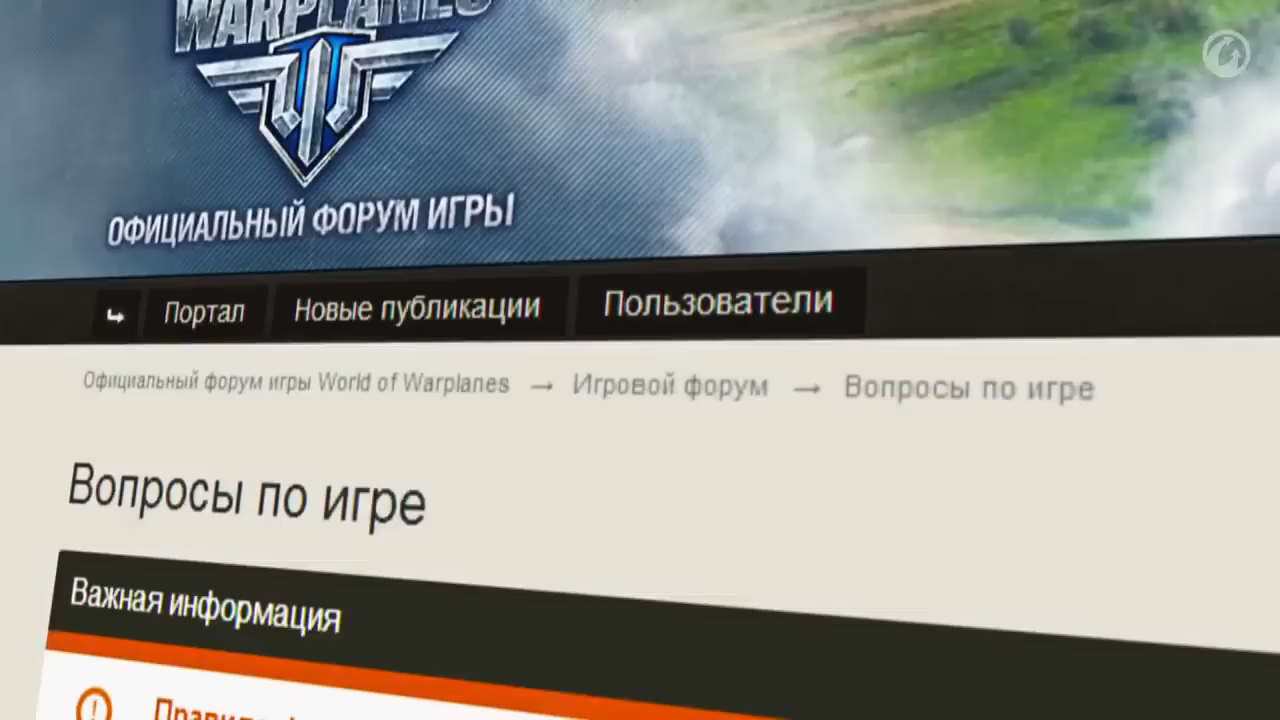 WARPLANES
ОФИЦИАЛЬНЫЙ ФОРУМ ИГРЫ
Портал
Новые публикации
Пользователи
Официальный форум игры World of Warplanes → Игровой форум → Вопросы по игре
Вопросы по игре
Важная информация